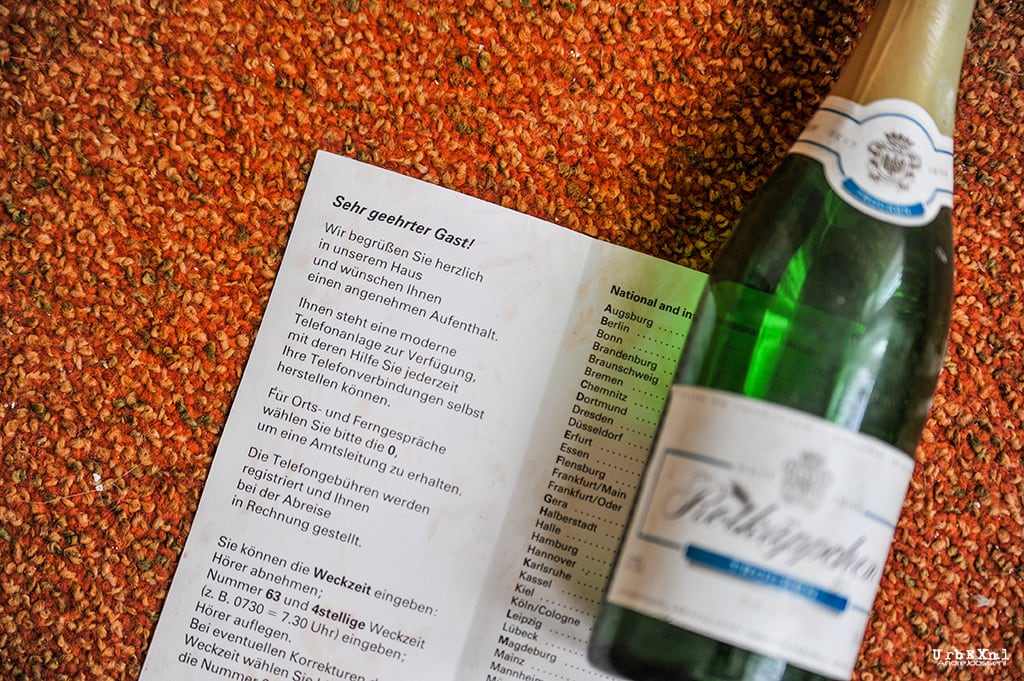 Sehr geehrter Gast!
Wir begrüßen Sie herzlich
in unserem Haus
und wünschen Ihnen
einen angenehmen Aufenthalt.
Ihnen steht eine moderne
Telefonanlage zur Verfügung,
mit deren Hilfe Sie jederzeit
Ihre Telefonverbindungen selbst
herstellen können.
Für Orts- und Ferngespräche
wählen Sie bitte die 0,
um eine Amtsleitung zu erhalten.
Die Telefongebühren werden
registriert und Ihnen
bei der Abreise
in Rechnung gestellt.
Sie können die Weckzeit eingeben:
Hörer abnehmen;
Nummer 63 und 4stellige Weckzeit
(z. B. 0730 = 7.30 Uhr) eingeben;
Hörer auflegen.
Bei eventuellen Korrekturen d
Weckzeit wählen Sie
die Nummer
National and in
Augsburg
Berlin
Bonn
Brandenburg
Braunschweig
Bremen
Chemnitz
Dortmund
Dresden
Düsseldorf
Erfurt
Essen
Flensburg
Frankfurt/Main
Frankfurt/Oder
Gera
Halberstadt
Halle
Hamburg
Hannover
Karlsruhe
Kassel
Kiel
Köln/Cologne
Leipzig
Lübeck
Magdeburg
Mainz
Mannheim
Rotkäppchen
UrbEXnl
AndreJoosse.nl